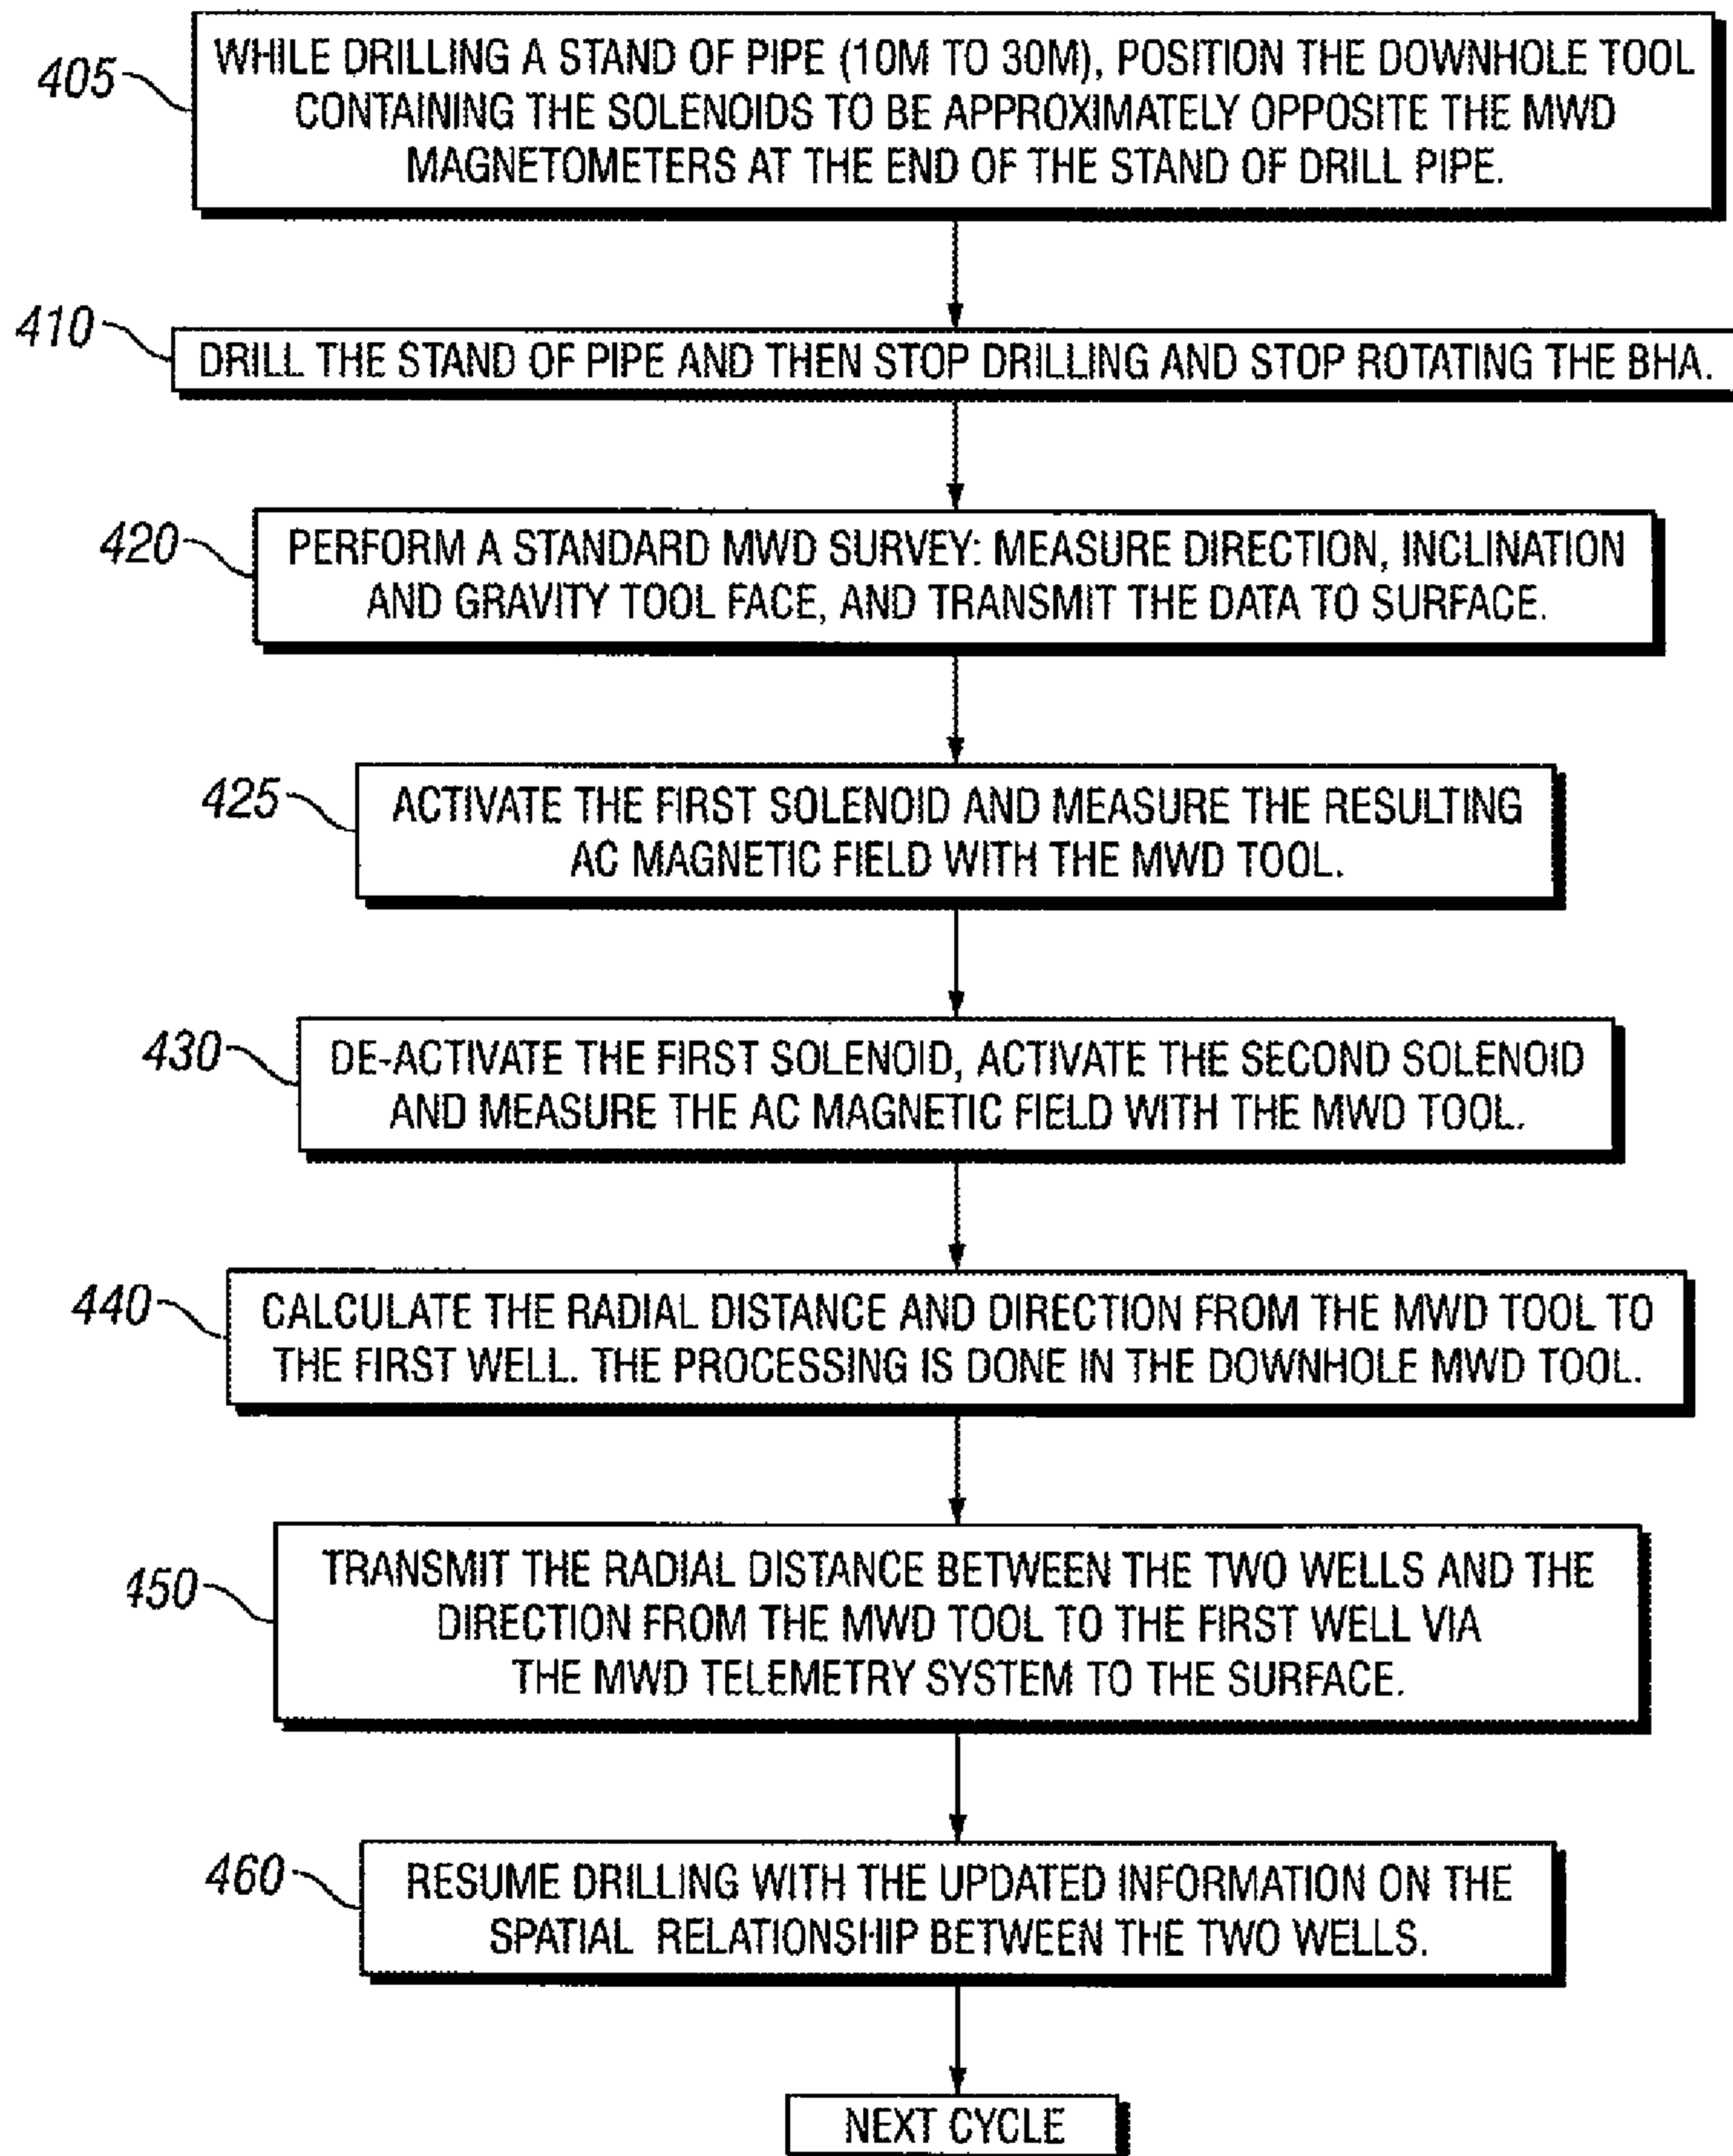 405
WHILE DRILLING A STAND OF PIPE (10M TO 30M), POSITION THE DOWNHOLE TOOL
CONTAINING THE SOLENOIDS TO BE APPROXIMATELY OPPOSITE THE MWD
MAGNETOMETERS AT THE END OF THE STAND OF DRILL PIPE.
410
DRILL THE STAND OF PIPE AND THEN STOP DRILLING AND STOP ROTATING THE BHA.
420
PERFORM A STANDARD MWD SURVEY: MEASURE DIRECTION, INCLINATION
AND GRAVITY TOOL FACE, AND TRANSMIT THE DATA TO SURFACE.
425
ACTIVATE THE FIRST SOLENOID AND MEASURE THE RESULTING
AC MAGNETIC FIELD WITH THE MWD TOOL.
430
DE-ACTIVATE THE FIRST SOLENOID, ACTIVATE THE SECOND SOLENOID
AND MEASURE THE AC MAGNETIC FIELD WITH THE MWD TOOL.
440
CALCULATE THE RADIAL DISTANCE AND DIRECTION FROM THE MWD TOOL TO
THE FIRST WELL. THE PROCESSING IS DONE IN THE DOWNHOLE MWD TOOL.
450
TRANSMIT THE RADIAL DISTANCE BETWEEN THE TWO WELLS AND THE
DIRECTION FROM THE MWD TOOL TO THE FIRST WELL VIA
THE MWD TELEMETRY SYSTEM TO THE SURFACE.
460
RESUME DRILLING WITH THE UPDATED INFORMATION ON THE
SPATIAL RELATIONSHIP BETWEEN THE TWO WELLS.
NEXT CYCLE